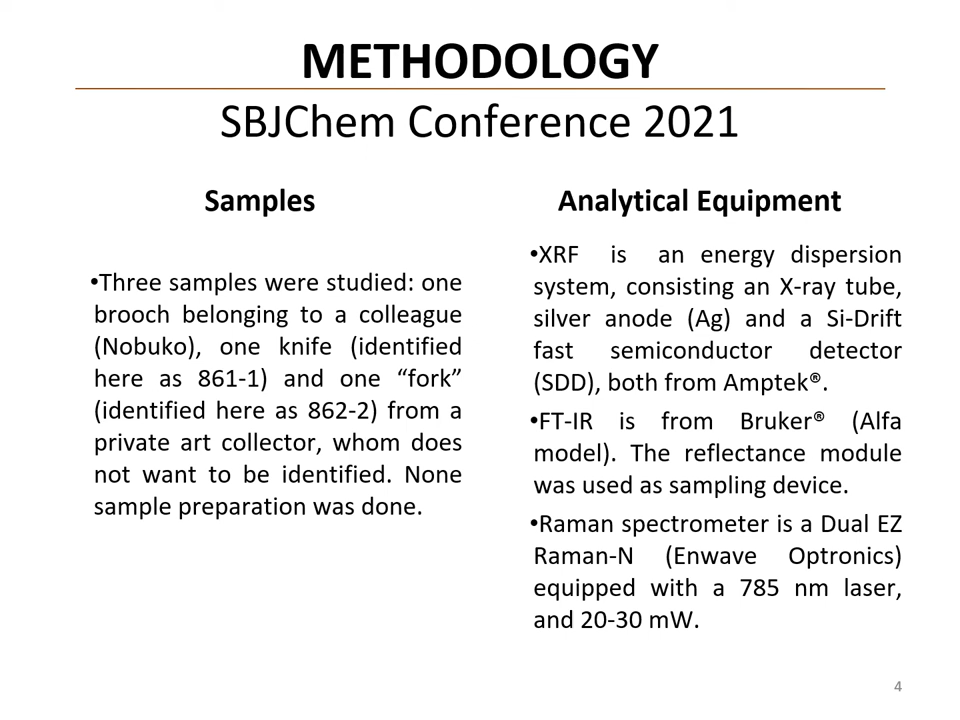 METHODOLOGY
SBJChem Conference 2021
Samples
•Three samples were studied: one
brooch belonging to a colleague
(Nobuko), one knife (identified
here as 861-1) and one “fork”
(identified here as 862-2) from a
private art collector, whom does
not want to be identified. None
sample preparation was done.
Analytical Equipment
•XRF is an energy dispersion
system, consisting an X-ray tube,
silver anode (Ag) and a Si-Drift
fast semiconductor detector
(SDD), both from Amptek®.
•FT-IR is from Bruker® (Alfa
model). The reflectance module
was used as sampling device.
•Raman spectrometer is a Dual EZ
Raman-N (Enwave Optronics)
equipped with a 785 nm laser,
and 20-30 mW.
4